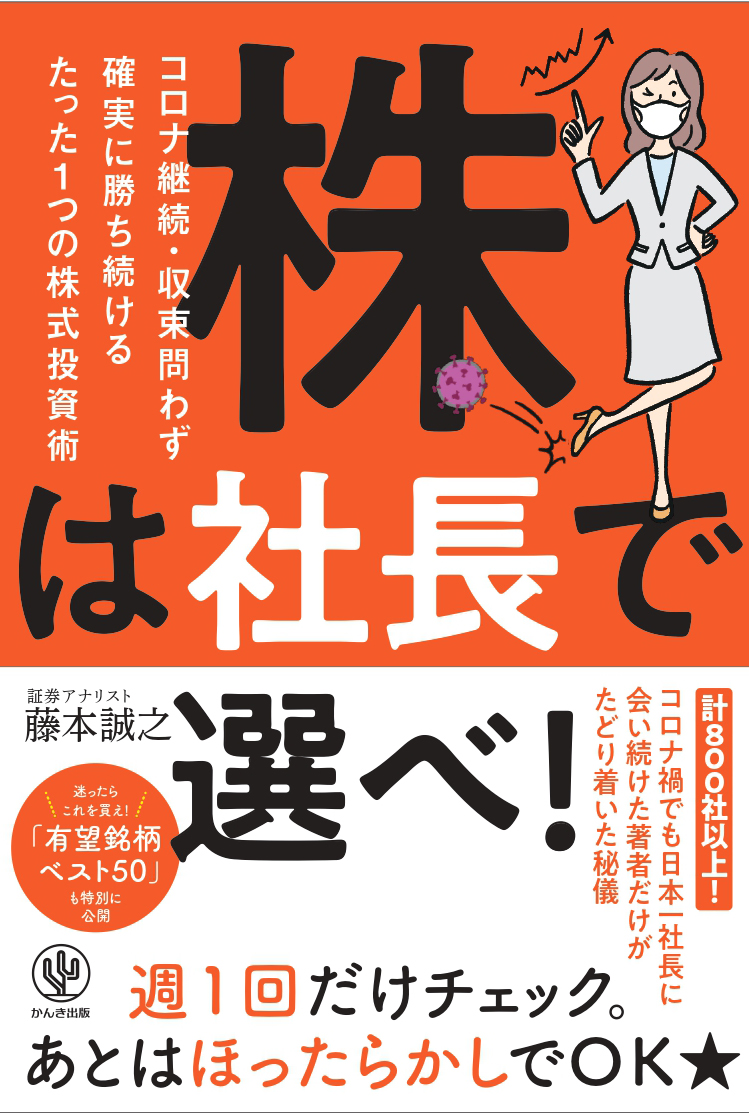 コロナ継続・収束問わず
確実に勝ち続ける
たった1つの株式投資術
株
は社長で
選べ!
証券アナリスト
藤本誠之
計800社以上!
コロナ禍でも日本一社長に
会い続けた著者だけが
たどり着いた秘儀
迷ったら
これを買え!
「有望銘柄
ベスト50」
も特別に
公開
かんき出版
週1回だけチェック。
あとはほったらかしでOK★